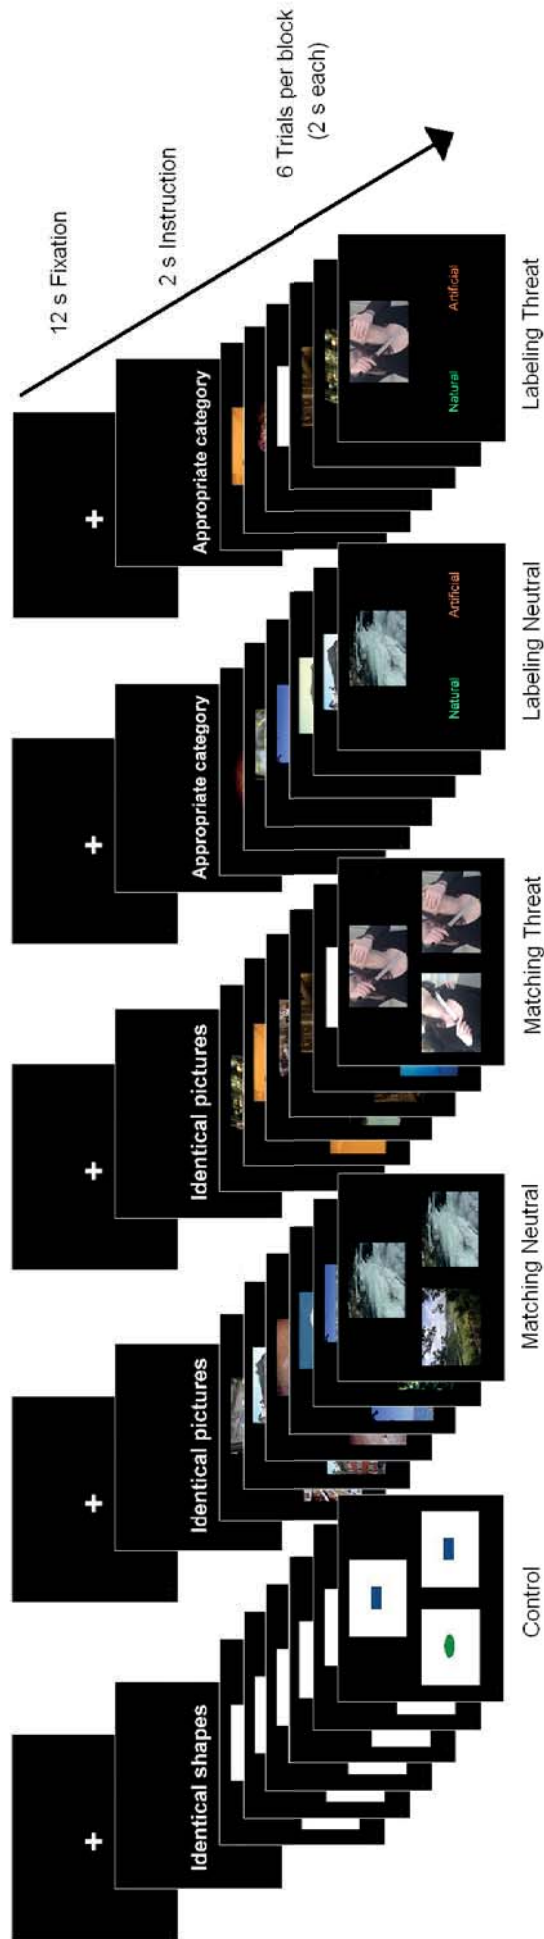 12 s Fixation
2 s Instruction
6 Trials per block
(2 s each)
Identical shapes
Identical pictures
Identical pictures
Appropriate category
Appropriate category
Natural
Artificial
Natural
Artificial
Control
Matching Neutral
Matching Threat
Labeling Neutral
Labeling Threat